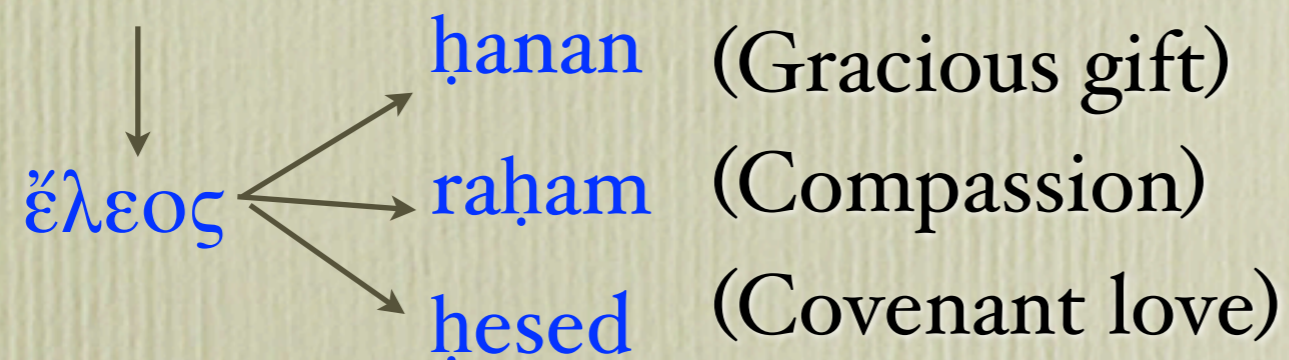 ḥanan (Gracious gift)
ἔλεος raḥam (Compassion)
ḥesed (Covenant love)